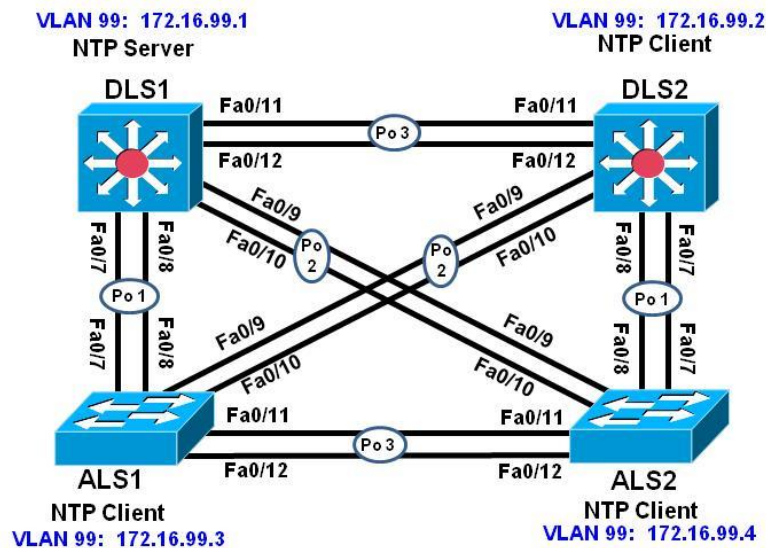 VLAN 99: 172.16.99.1
NTP Server
DLS1
VLAN 99: 172.16.99.2
NTP Client
DLS2
Fa0/11
Fa0/11
Po 3
Fa0/12
Fa0/12
Fa0/9
Fa0/10
Po 2
Fa0/9
Fa0/10
Po 2
Fa0/7
Fa0/8
Po 1
Fa0/7
Fa0/8
Fa0/8
Fa0/7
Po 1
Fa0/8
Fa0/7
Fa0/9
Fa0/10
Fa0/9
Fa0/10
Fa0/11
Fa0/11
Po 3
Fa0/12
Fa0/12
ALS1
NTP Client
VLAN 99: 172.16.99.3
ALS2
NTP Client
VLAN 99: 172.16.99.4